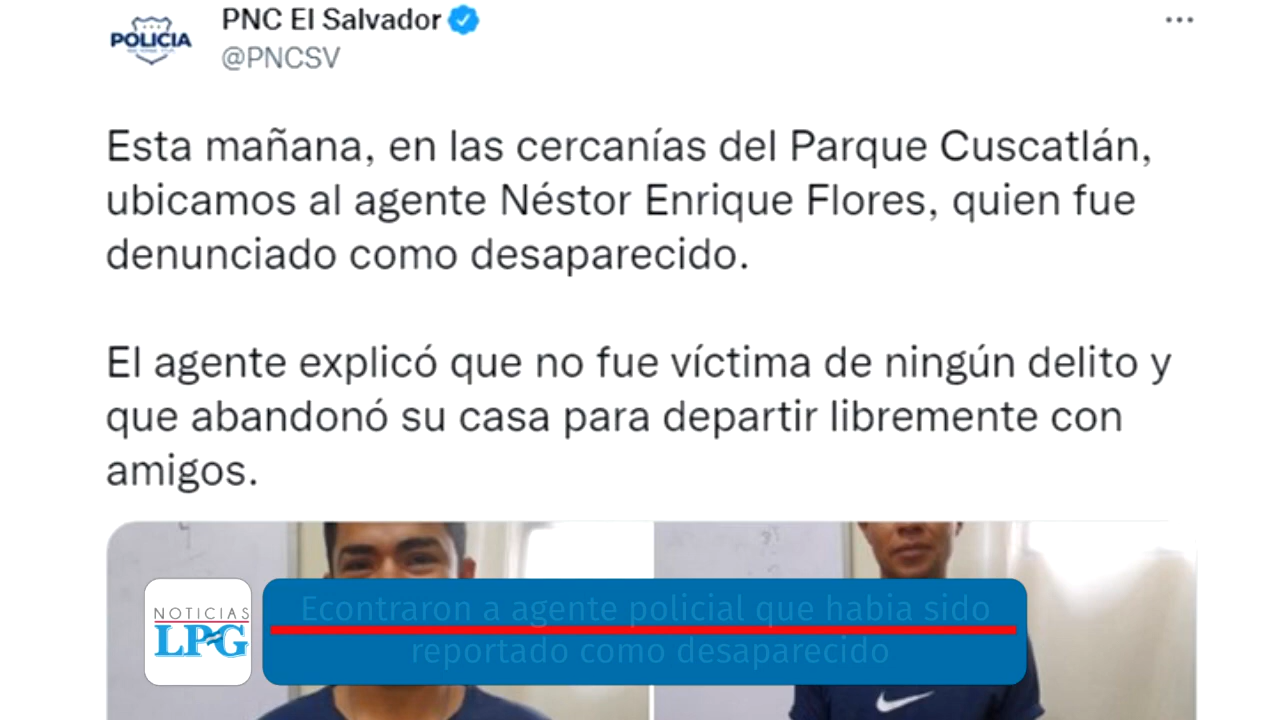 PNC El Salvador
POLICIA
@PNCSV
Esta mañana, en las cercanías del Parque Cuscatlán,
ubicamos al agente Néstor Enrique Flores, quien fue
denunciado como desaparecido.
El agente explicó que no fue víctima de ningún delito y
que abandonó su casa para departir libremente con
amigos.
NOTICIAS
LPG
Econtraron a agente policial que habia sido
reportado como desaparecido